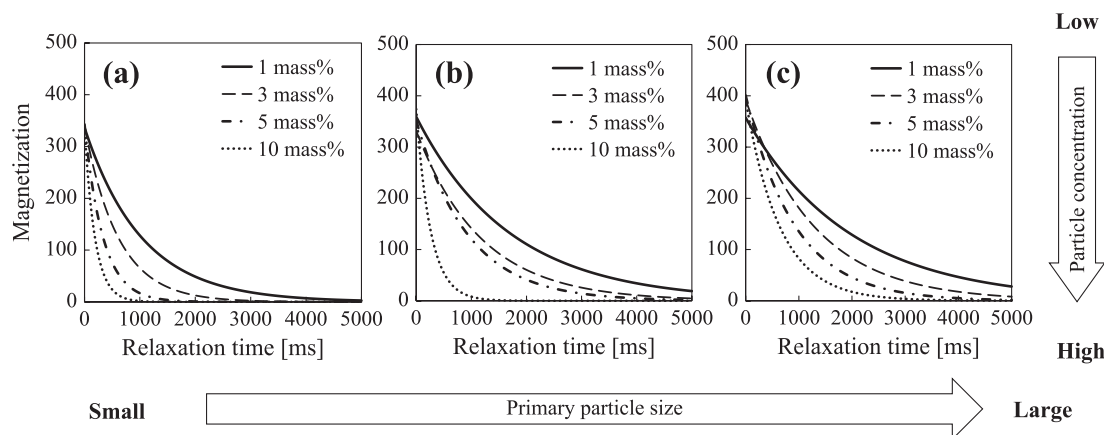 (a)
1 mass%
3 mass%
5 mass%
10 mass%
500
400
300
200
100
0
0 1000 2000 3000 4000 5000
Magnetization
Relaxation time [ms]
(b)
1 mass%
3 mass%
5 mass%
10 mass%
500
400
300
200
100
0
0 1000 2000 3000 4000 5000
Relaxation time [ms]
(c)
1 mass%
3 mass%
5 mass%
10 mass%
500
400
300
200
100
0
0 1000 2000 3000 4000 5000
Relaxation time [ms]
Low
Particle concentration
High
Small
Primary particle size
Large